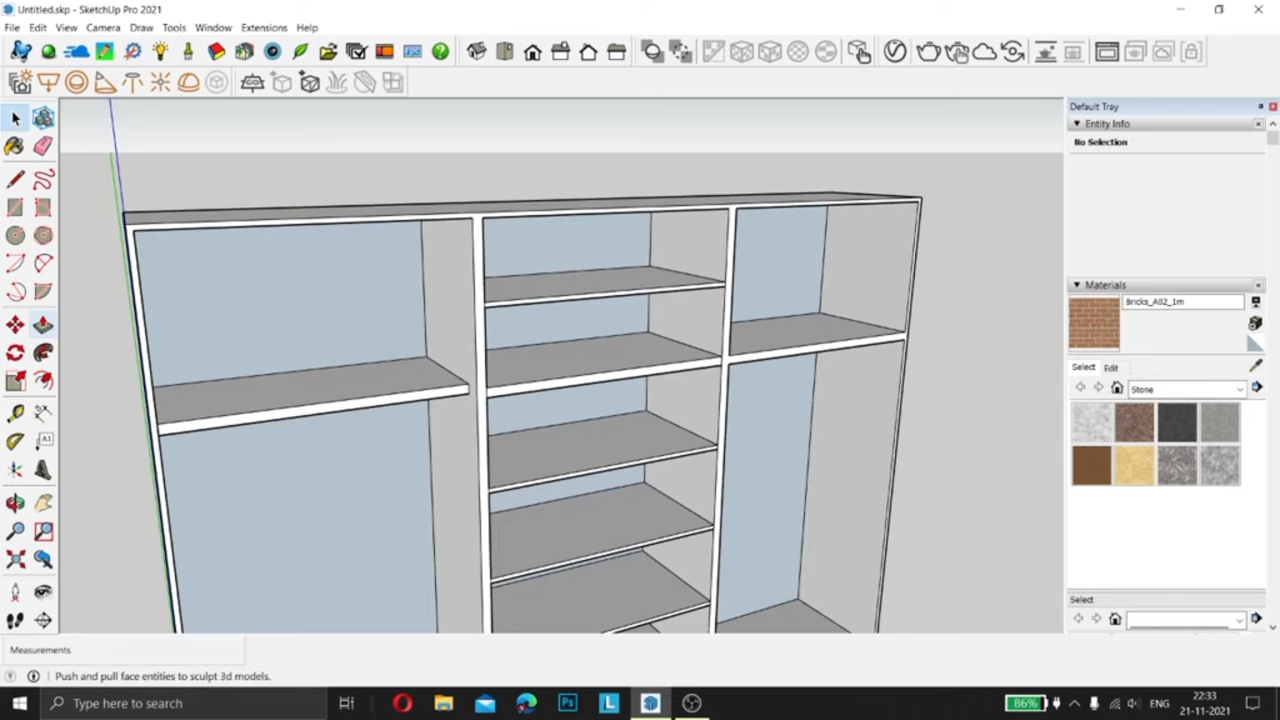 Untitled.skp - SketchUp Pro 2021
File Edit View Camera Draw Tools Window Extensions Help
Default Tray
Entity Info
No Selection
Materials
Bricks_A02_1m
Select Edit
Stone
A1
Select
Measurements
Push and pull face entities to sculpt 3d models.
Type here to search
Ps
L
86%
ENG
22:33
21-11-2021